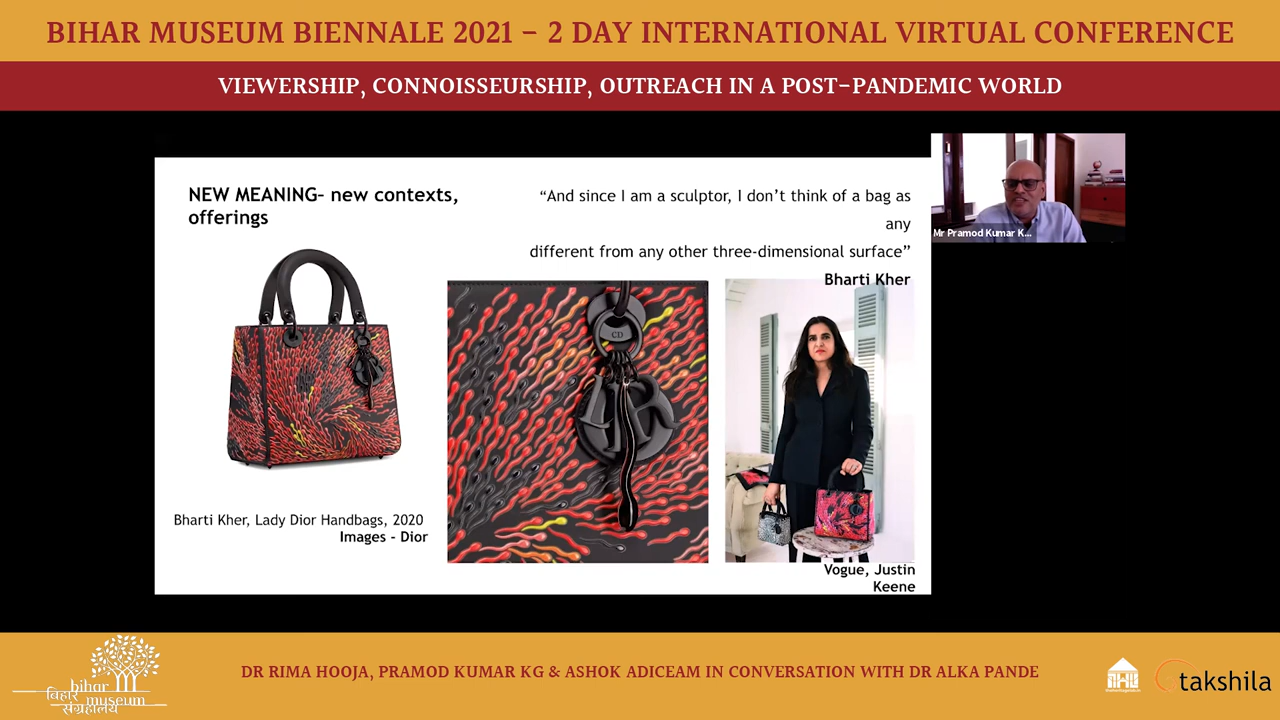 BIHAR MUSEUM BIENNALE 2021 – 2 DAY INTERNATIONAL VIRTUAL CONFERENCE
VIEWERSHIP, CONNOISSEURSHIP, OUTREACH IN A POST–PANDEMIC WORLD
NEW MEANING– new contexts,
offerings
“And since I am a sculptor, I don’t think of a bag as
any
different from any other three-dimensional surface”
Bharti Kher
Mr Pramod Kumar K...
CD
Bharti Kher, Lady Dior Handbags, 2020
Images - Dior
Vogue, Justin
Keene
bihar
बिहार museum
संग्रहालय
DR RIMA HOOJA, PRAMOD KUMAR KG & ASHOK ADICEAM IN CONVERSATION WITH DR ALKA PANDE
takshila